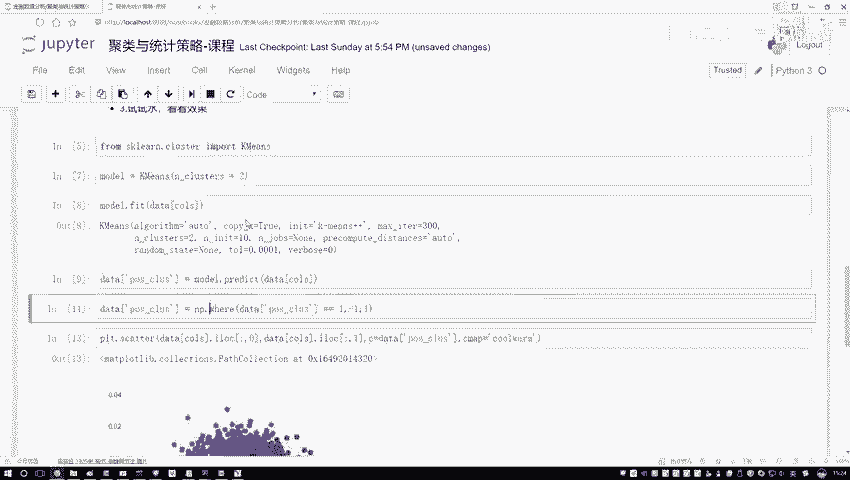 jupyter 聚类与统计策略-课程 Last Checkpoint: Last Sunday at 5:54 PM (unsaved changes)
Logout
File Edit View Insert Cell Kernel Widgets Help
Trusted Python 3
Code
3.试试水，看看效果
In [5]: from sklearn.cluster import KMeans
In [7]: model = KMeans(n_clusters = 2)
In [8]: model.fit(data[cols])
Out[8]: KMeans(algorithm='auto', copy_x=True, init='k-means++', max_iter=300,
n_clusters=2, n_init=10, n_jobs=None, precompute_distances='auto',
random_state=None, tol=0.0001, verbose=0)
In [9]: data['pos_clus'] = model.predict(data[cols])
In [11]: data['pos_clus'] = np.where(data['pos_clus'] == 1,-1,1)
In [13]: plt.scatter(data[cols].iloc[:,0],data[cols].iloc[:,1],c=data['pos_clus'],cmap='coolwarm')
Out[13]: <matplotlib.collections.PathCollection at 0x16492014320>
0.04
0.02
15:24